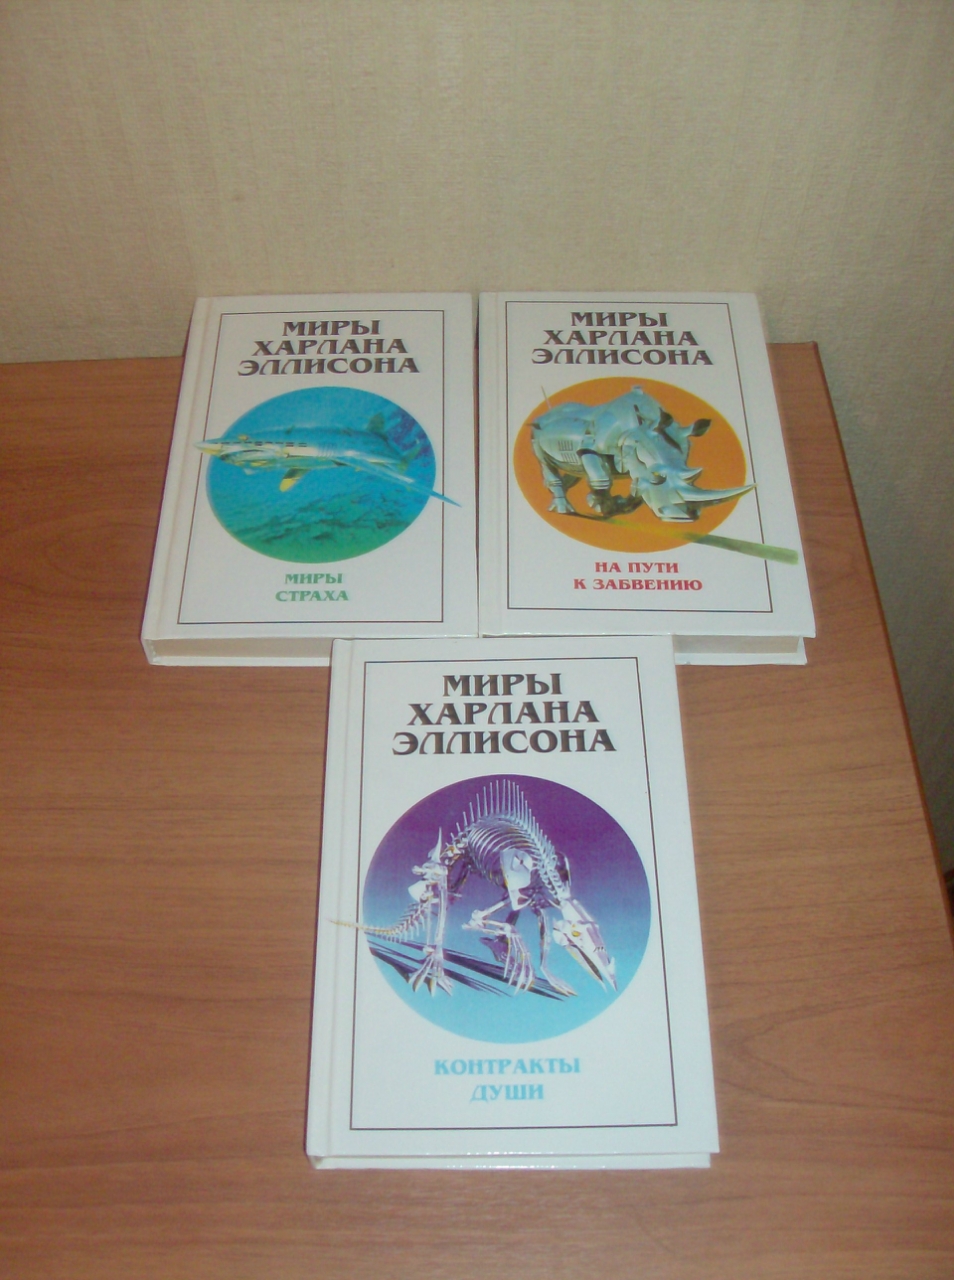 МИРЫ
ХАРЛАНА
ЭЛЛИСОНА
МИРЫ
СТРАХА
МИРЫ
ХАРЛАНА
ЭЛЛИСОНА
НА ПУТИ
К ЗАБВЕНИЮ
МИРЫ
ХАРЛАНА
ЭЛЛИСОНА
КОНТРАКТЫ
ДУШИ